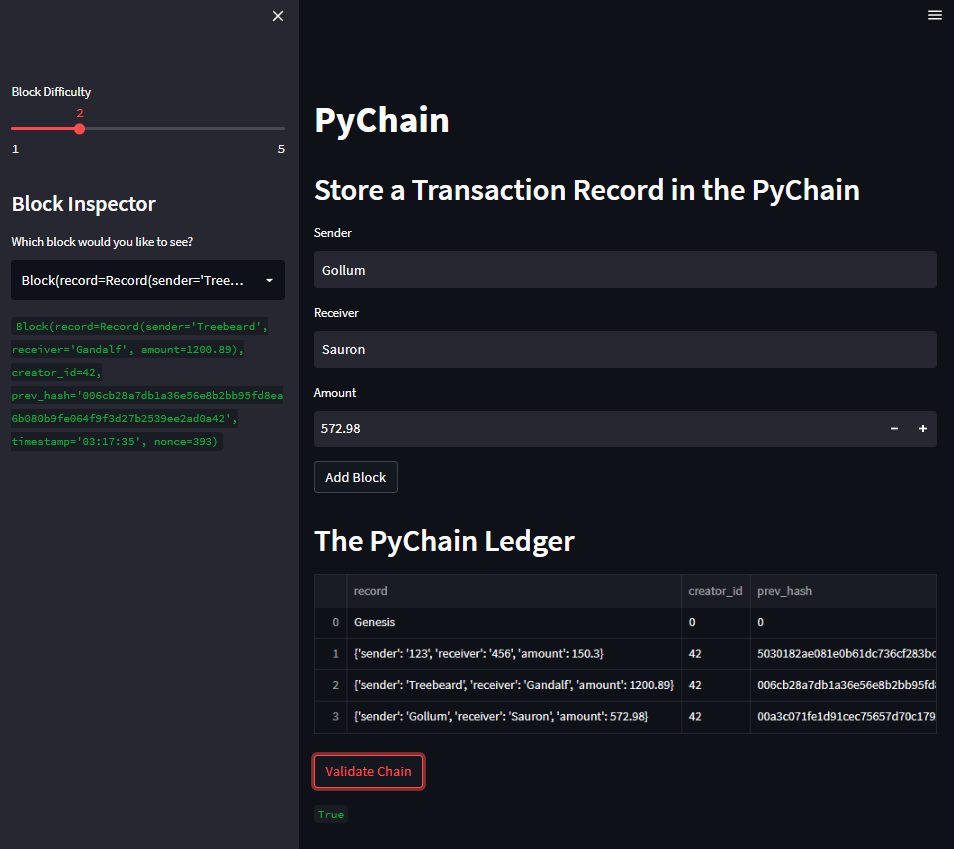 Block Difficulty
2
1 5
Block Inspector
Which block would you like to see?
Block(record=Record(sender='Tree...
Block(record=Record(sender='Treebeard',
receiver='Gandalf', amount=1200.89),
creator_id=42,
prev_hash='006cb28a7db1a36e56e8b2bb95fd8ea
6b080b9fe064f9f3d27b2539ee2ad0a42',
timestamp='03:17:35', nonce=393)
PyChain
Store a Transaction Record in the PyChain
Sender
Gollum
Receiver
Sauron
Amount
572.98 − +
Add Block
The PyChain Ledger
record creator_id prev_hash
0 Genesis 0 0
1 {'sender': '123', 'receiver': '456', 'amount': 150.3} 42 5030182ae081e0b61dc736cf283bc
2 {'sender': 'Treebeard', 'receiver': 'Gandalf', 'amount': 1200.89} 42 006cb28a7db1a36e56e8b2bb95fd8
3 {'sender': 'Gollum', 'receiver': 'Sauron', 'amount': 572.98} 42 00a3c071fe1d91cec75657d70c179
Validate Chain
True